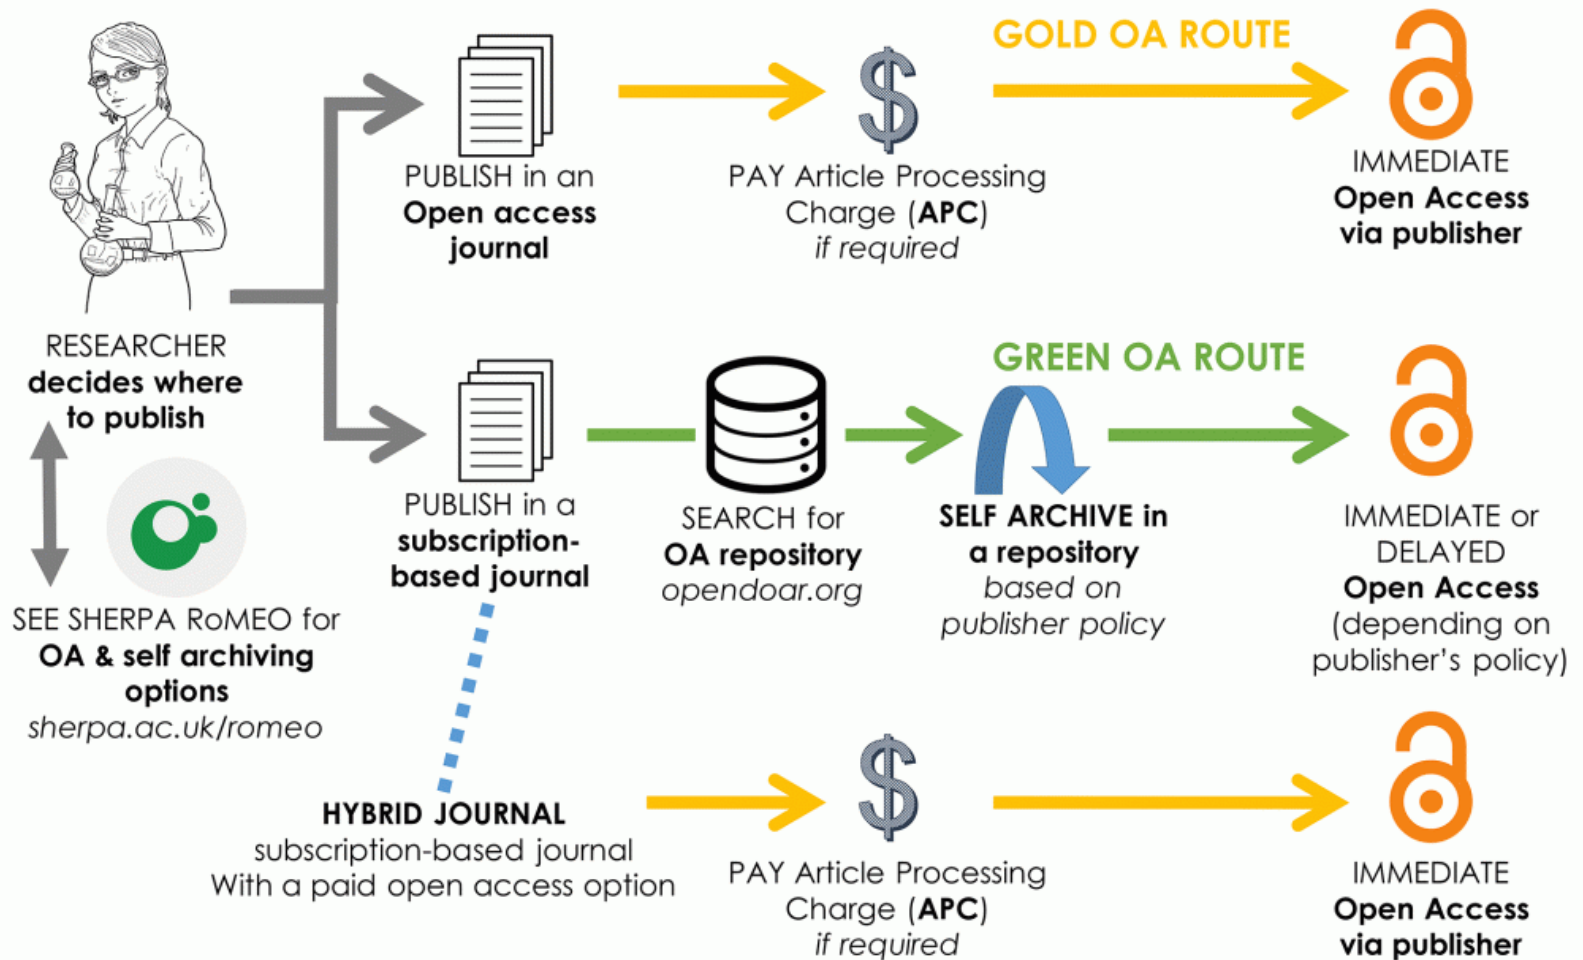 GOLD OA ROUTE
PUBLISH in an
Open access
journal
PAY Article Processing
Charge (APC)
if required
IMMEDIATE
Open Access
via publisher
RESEARCHER
decides where
to publish
SEE SHERPA RoMEO for
OA & self archiving
options
sherpa.ac.uk/romeo
GREEN OA ROUTE
PUBLISH in a
subscription-
based journal
SEARCH for
OA repository
opendoar.org
SELF ARCHIVE in
a repository
based on
publisher policy
IMMEDIATE or
DELAYED
Open Access
(depending on
publisher's policy)
HYBRID JOURNAL
subscription-based journal
With a paid open access option
PAY Article Processing
Charge (APC)
if required
IMMEDIATE
Open Access
via publisher